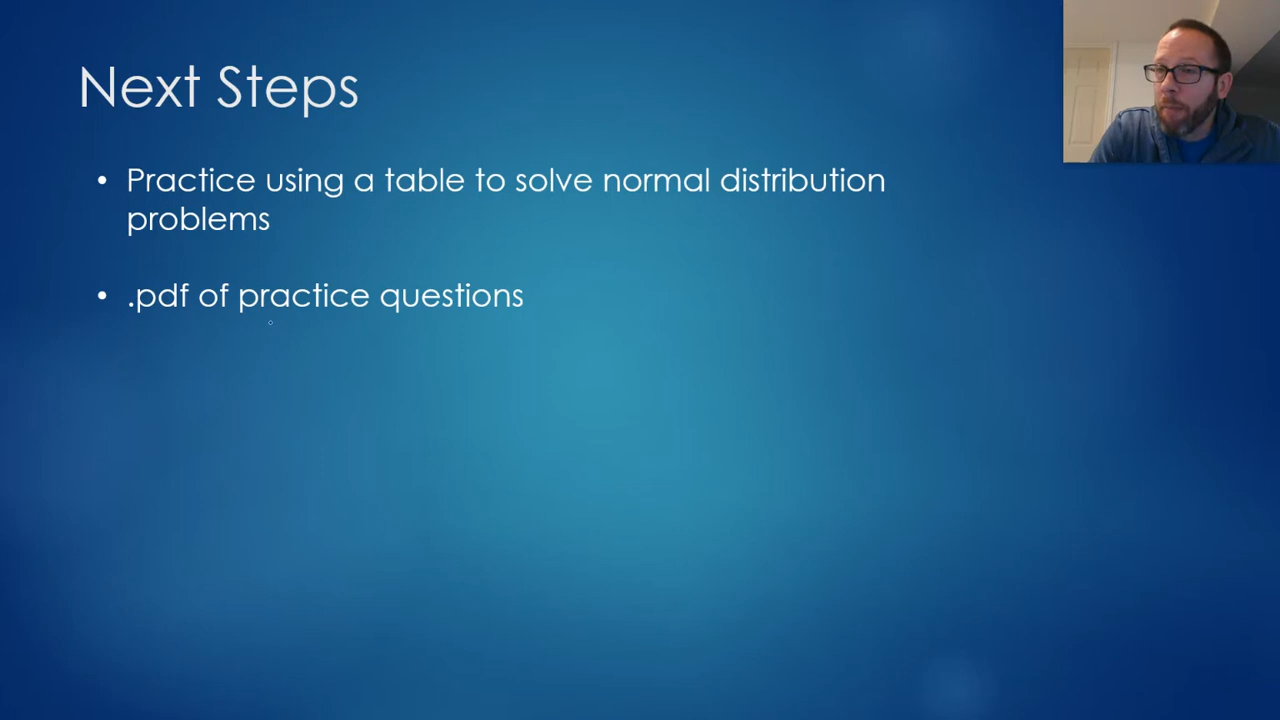 Next Steps
• Practice using a table to solve normal distribution
problems
• .pdf of practice questions